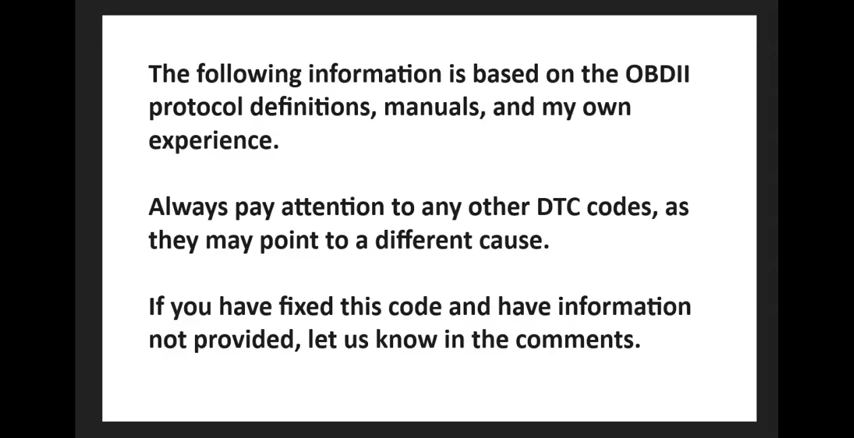 The following information is based on the OBDII
protocol definitions, manuals, and my own
experience.
Always pay attention to any other DTC codes, as
they may point to a different cause.
If you have fixed this code and have information
not provided, let us know in the comments.